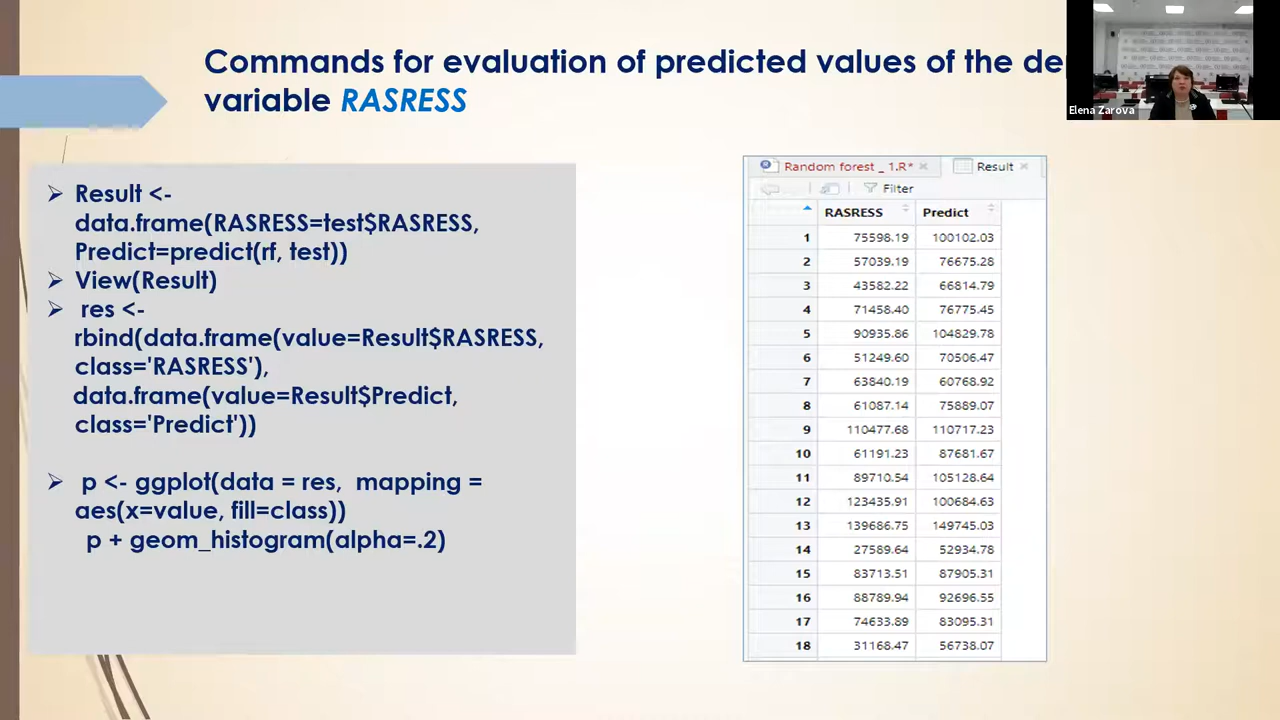 Commands for evaluation of predicted values of the
variable RASRESS
Elena Zarova
➢ Result <-
data.frame(RASRESS=test$RASRESS,
Predict=predict(rf, test))
➢ View(Result)
➢ res <-
rbind(data.frame(value=Result$RASRESS,
class='RASRESS'),
data.frame(value=Result$Predict,
class='Predict'))
➢ p <- ggplot(data = res, mapping =
aes(x=value, fill=class))
p + geom_histogram(alpha=.2)
Random forest _ 1.R* Result
Filter
RASRESS Predict
1 75598.19 100102.03
2 57039.19 76675.28
3 43582.22 66814.79
4 71458.40 76775.45
5 90935.86 104829.78
6 51249.60 70506.47
7 63840.19 60768.92
8 61087.14 75889.07
9 110477.68 110717.23
10 61191.23 87681.67
11 89710.54 105128.64
12 123435.91 100684.63
13 139686.75 149745.03
14 27589.64 52934.78
15 83713.51 87905.31
16 88789.94 92696.55
17 74633.89 83095.31
18 31168.47 56738.07